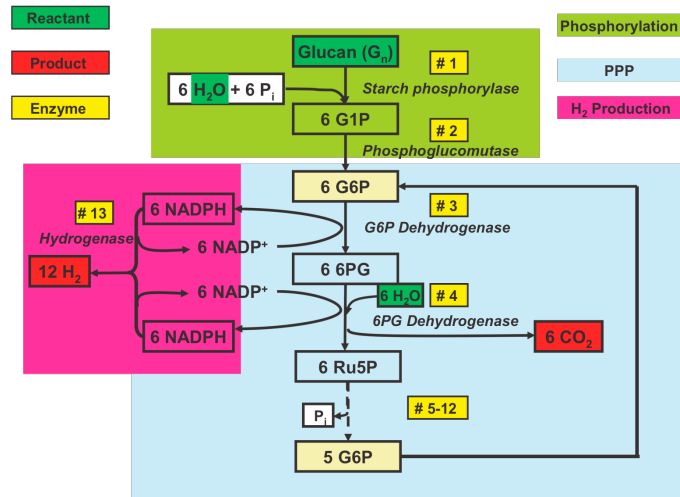 Reactant
Product
Enzyme
Phosphorylation
PPP
H₂ Production
Glucan (Gₙ)
# 1
6 H₂O + 6 Pᵢ
Starch phosphorylase
6 G1P
# 2
Phosphoglucomutase
6 G6P
# 3
G6P Dehydrogenase
6 NADPH
# 13
Hydrogenase
6 NADP⁺
12 H₂
6 6PG
6 NADP⁺
6 H₂O
# 4
6PG Dehydrogenase
6 NADPH
6 CO₂
6 Ru5P
# 5-12
Pᵢ
5 G6P